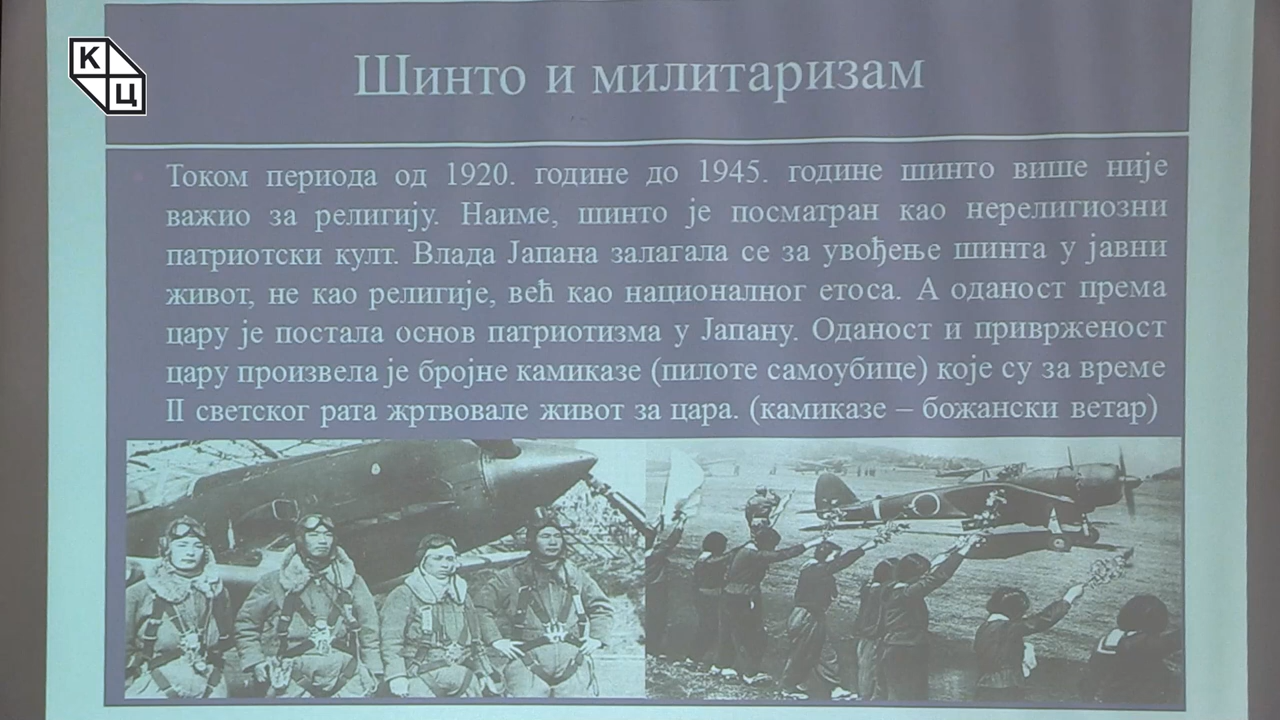 К
Ц
Шинто и милитаризам
Током периода од 1920. године до 1945. године шинто више није
важио за религију. Наиме, шинто је посматран као нерелигиозни
патриотски култ. Влада Јапана залагала се за увођење шинта у јавни
живот, не као религије, већ као националног етоса. А оданост према
цару је постала основ патриотизма у Јапану. Оданост и приврженост
цару произвела је бројне камиказе (пилоте самоубице) које су за време
II светског рата жртвовале живот за цара. (камиказе – божански ветар)